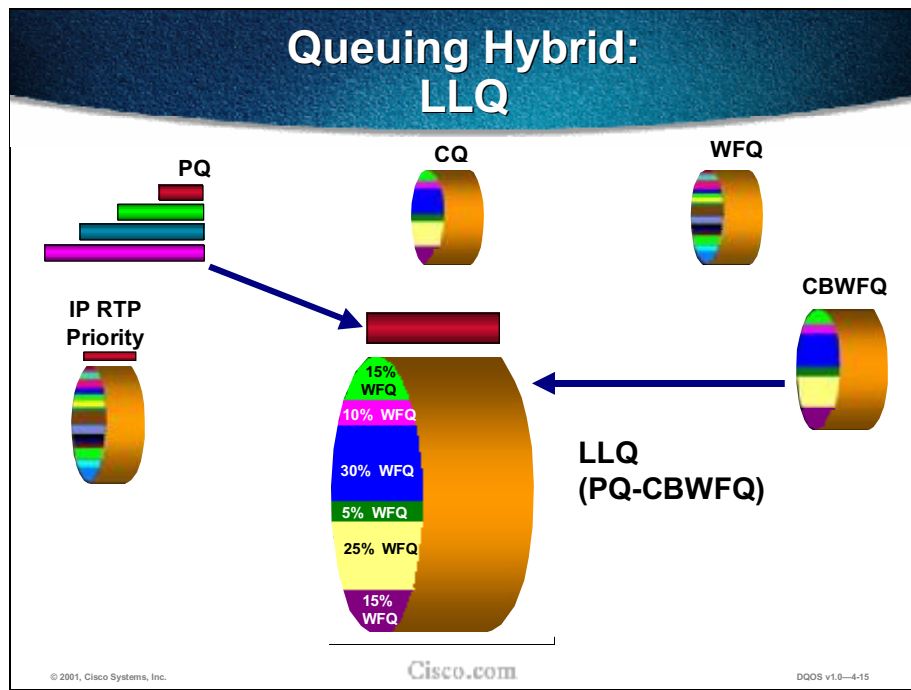 Queuing Hybrid:
LLQ
PQ
CQ
WFQ
CBWFQ
IP RTP
Priority
15%
WFQ
10% WFQ
30% WFQ
5% WFQ
25% WFQ
15%
WFQ
LLQ
(PQ-CBWFQ)
© 2001, Cisco Systems, Inc.
Cisco.com
DQOS v1.0—4-15